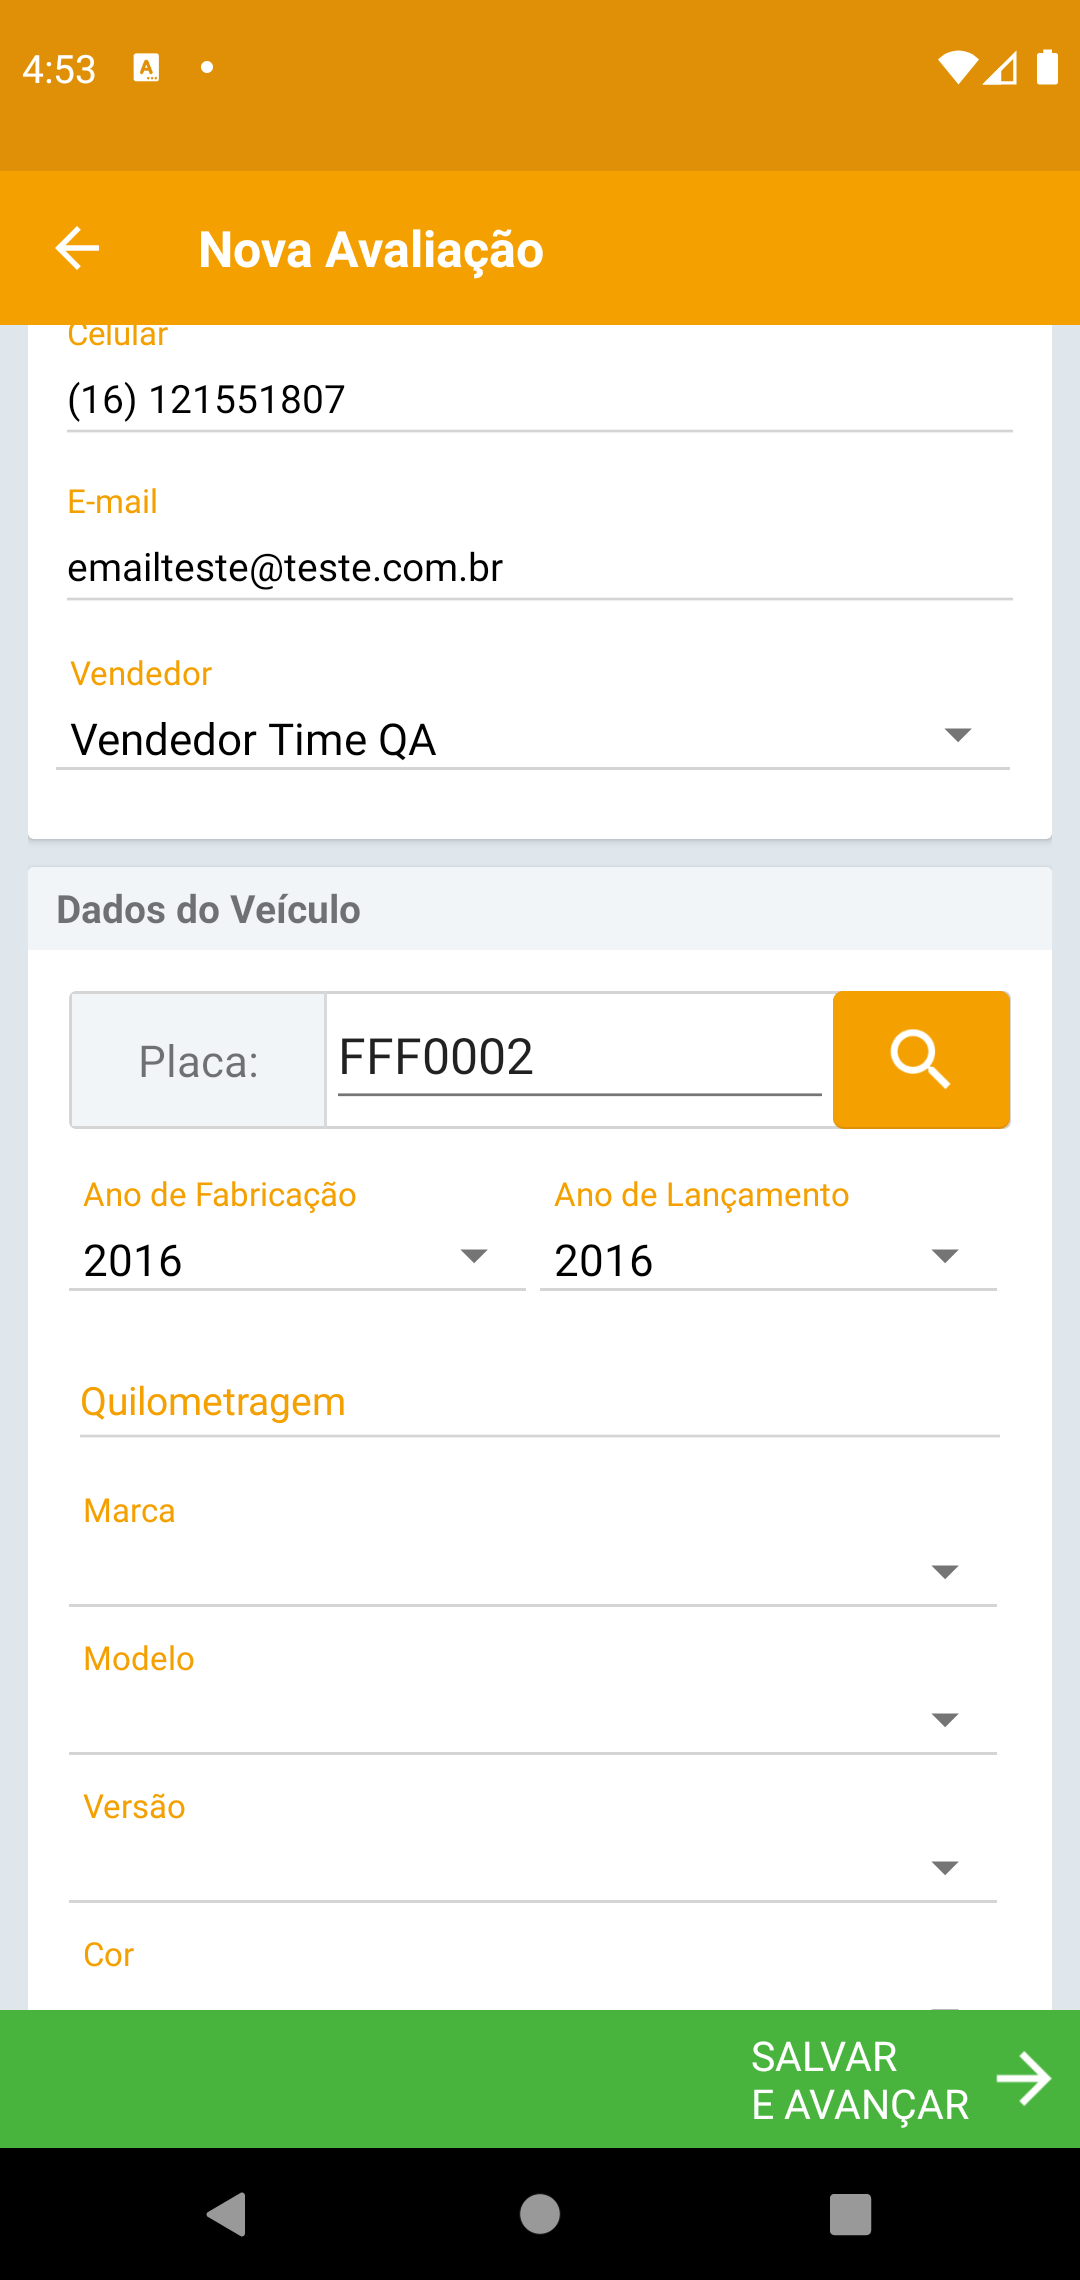 4:53
Nova Avaliação
Celular
(16) 121551807
E-mail
emailteste@teste.com.br
Vendedor
Vendedor Time QA
Dados do Veículo
Placa: FFF0002
Ano de Fabricação Ano de Lançamento
2016 2016
Quilometragem
Marca
Modelo
Versão
Cor
SALVAR
E AVANÇAR